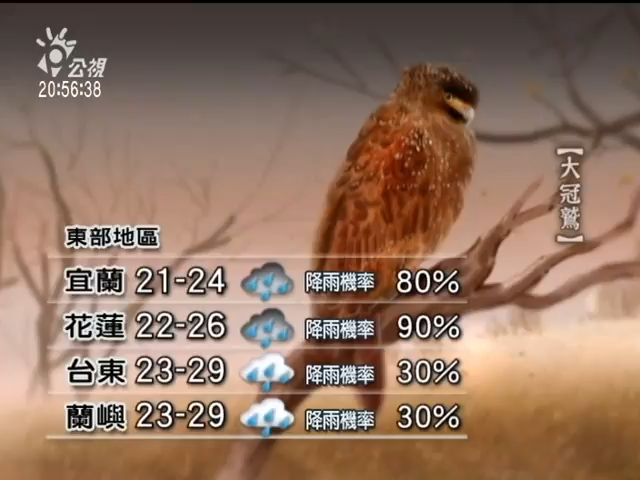 公視
20:56:38
【大冠鷲】
東部地區
宜蘭 21-24 降雨機率 80%
花蓮 22-26 降雨機率 90%
台東 23-29 降雨機率 30%
蘭嶼 23-29 降雨機率 30%